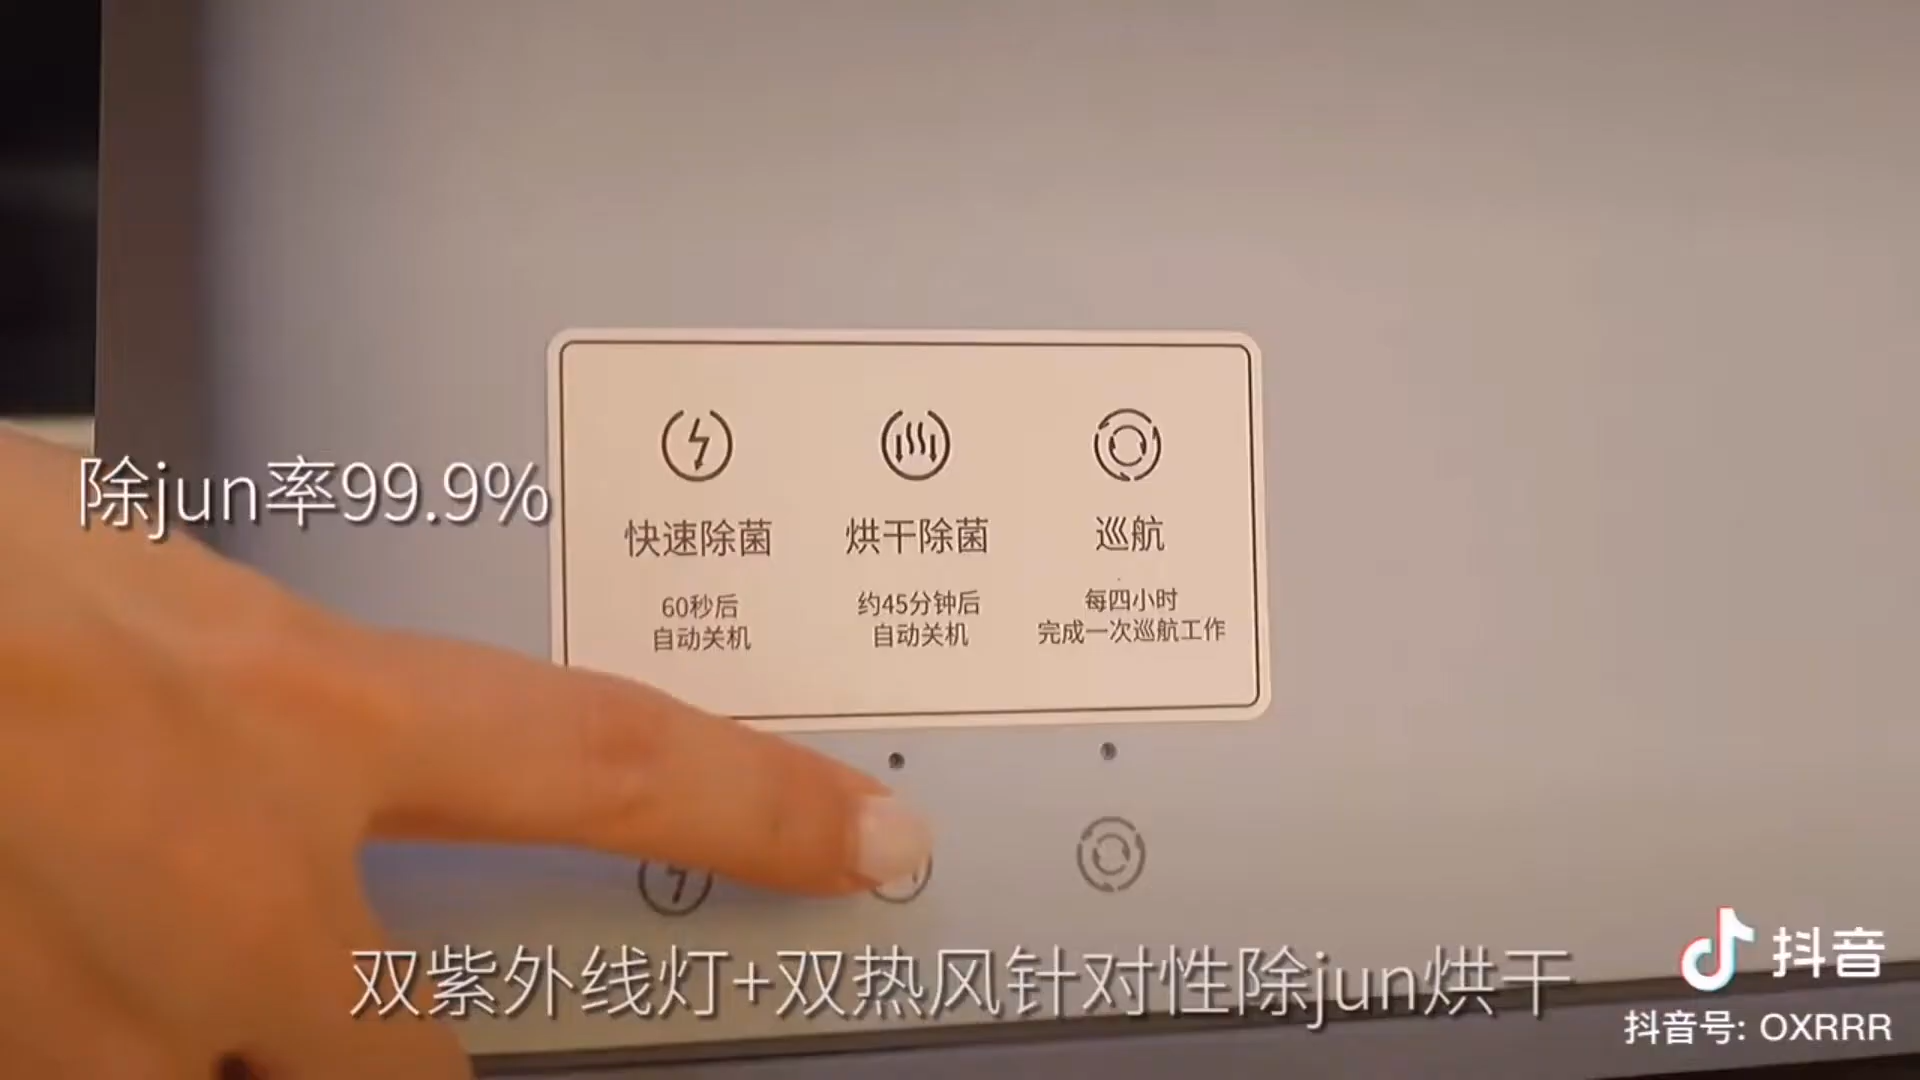 除jun率99.9%
快速除菌
60秒后
自动关机
烘干除菌
约45分钟后
自动关机
巡航
每四小时
完成一次巡航工作
双紫外线灯+双热风针对性除jun烘干
抖音
抖音号: OXRRR